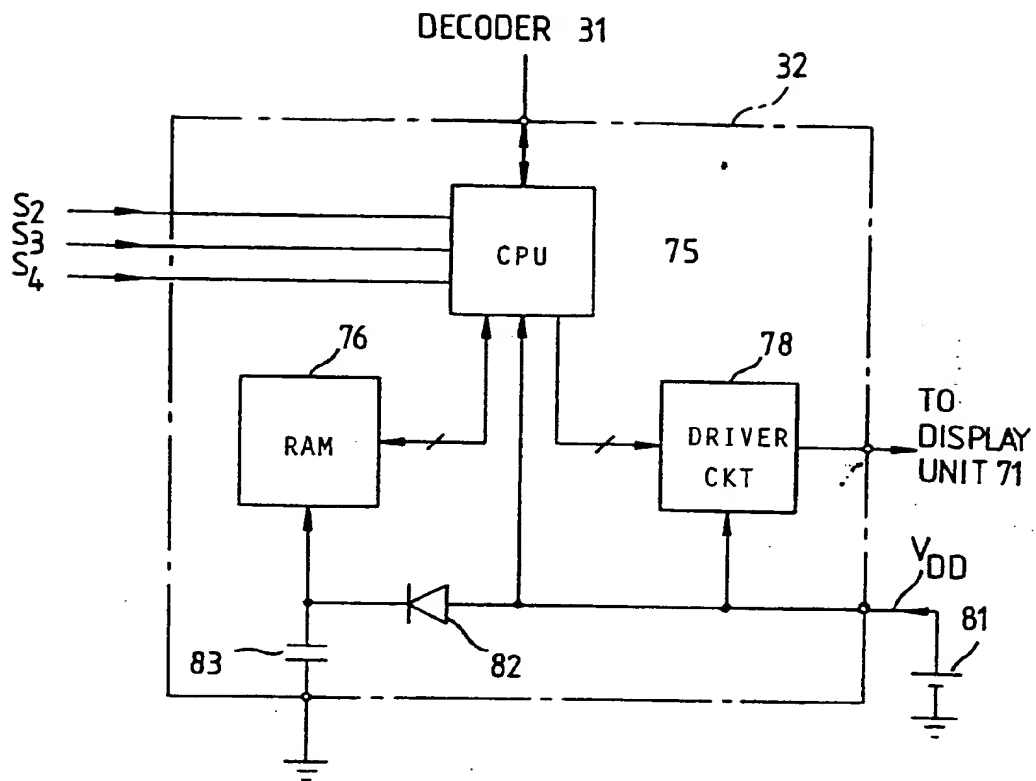 DECODER 31
32
S2
S3
S4
CPU
75
76
78
RAM
DRIVER
CKT
TO
DISPLAY
UNIT 71
VDD
81
83
82